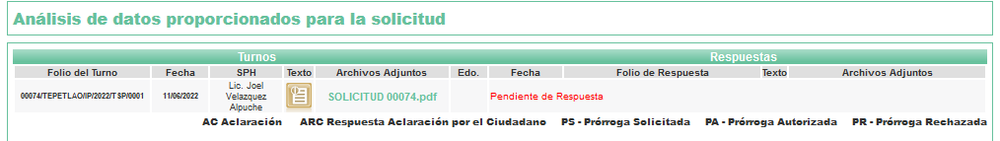 Análisis de datos proporcionados para la solicitud
Turnos Respuestas
Folio del Turno Fecha SPH Texto Archivos Adjuntos Edo. Fecha Folio de Respuesta Texto Archivos Adjuntos
00074/TEPETLAO/IP/2022/TSP/0001 11/06/2022 Lic. Joel Velazquez Alpuche SOLICITUD 00074.pdf Pendiente de Respuesta
AC Aclaración ARC Respuesta Aclaración por el Ciudadano PS - Prórroga Solicitada PA - Prórroga Autorizada PR - Prórroga Rechazada